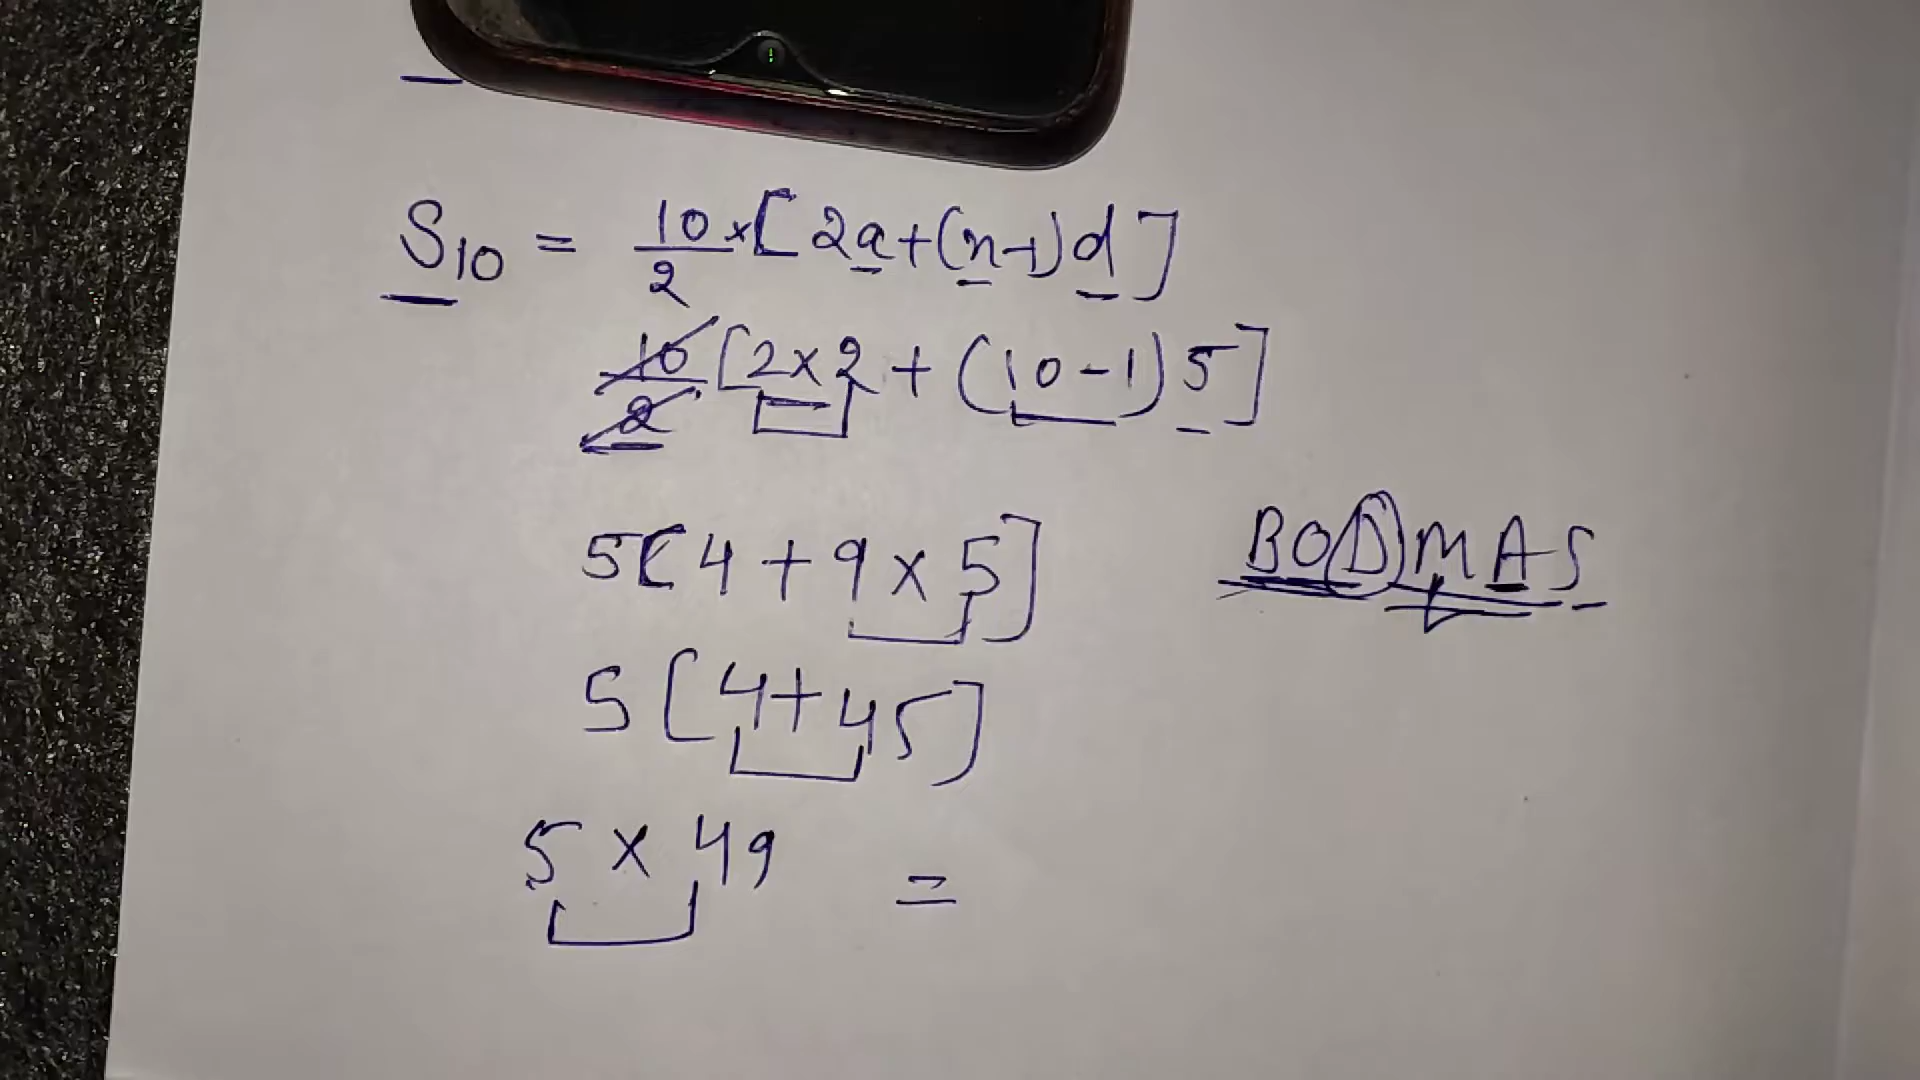 S10 = 10/2 × [2a+(n-1)d]
10/2 [2×2 + (10-1)5]
5[4+9×5]
BODMAS
5[4+45]
5×49 =